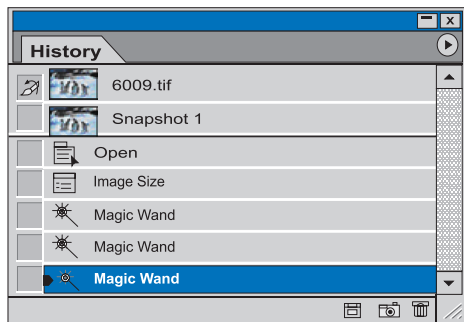 History
6009.tif
Snapshot 1
Open
Image Size
Magic Wand
Magic Wand
Magic Wand